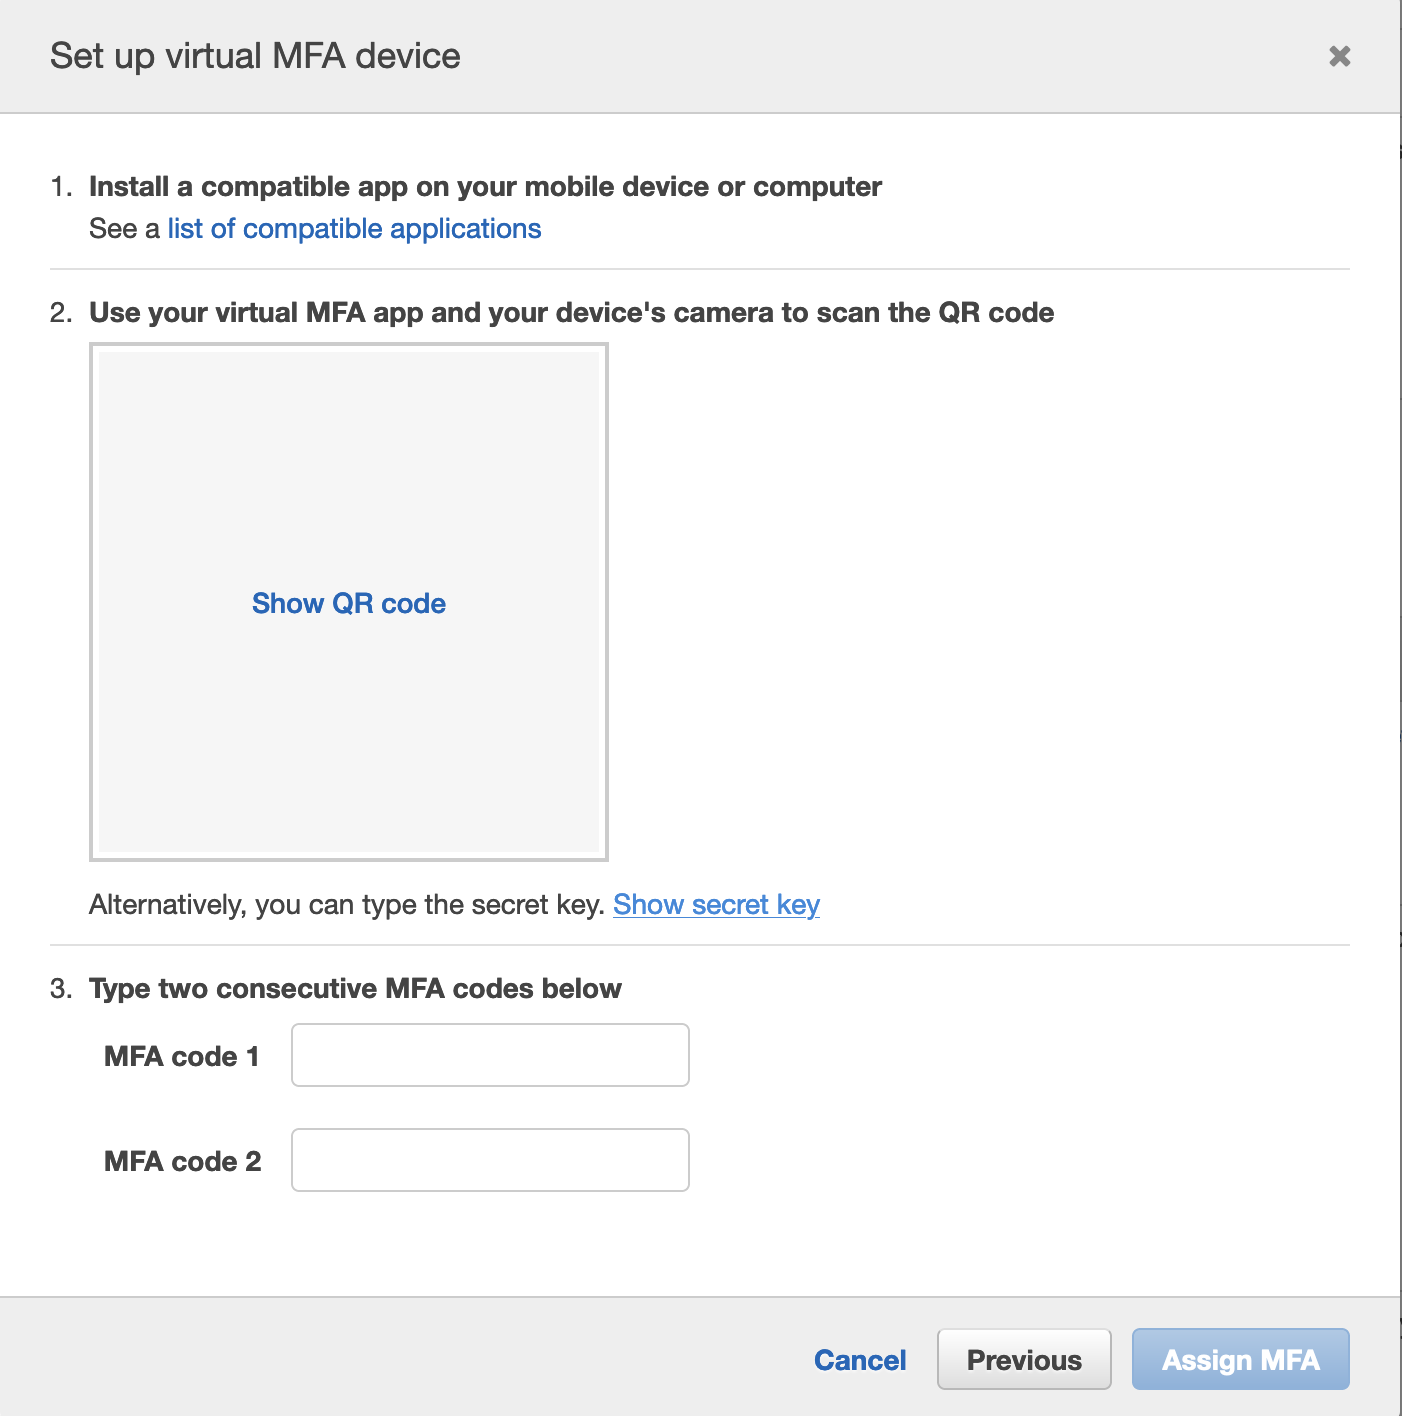 Set up virtual MFA device
1. Install a compatible app on your mobile device or computer
See a list of compatible applications
2. Use your virtual MFA app and your device's camera to scan the QR code
Show QR code
Alternatively, you can type the secret key. Show secret key
3. Type two consecutive MFA codes below
MFA code 1
MFA code 2
Cancel Previous Assign MFA